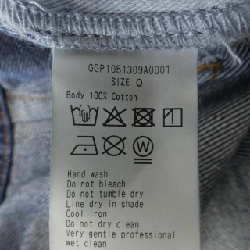 GGP1061309A0001
SIZE 0
Body 100% Cotton
W
Hand wash
Do not bleach
Do not tumble dry
Line dry in shade
Cool iron
Do not dry clean
Very gentle professional
wet clean